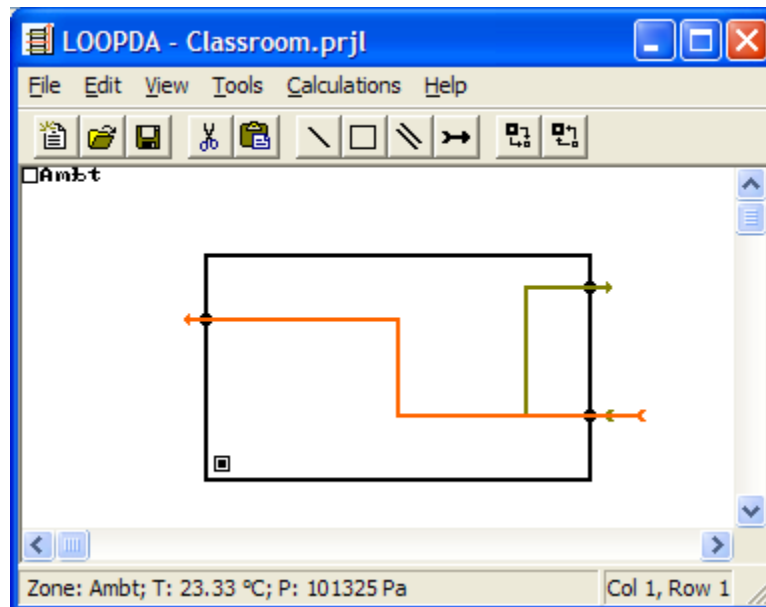 LOOPDA - Classroom.prjl
File Edit View Tools Calculations Help
Ambt
Zone: Ambt; T: 23.33 ºC; P: 101325 Pa Col 1, Row 1